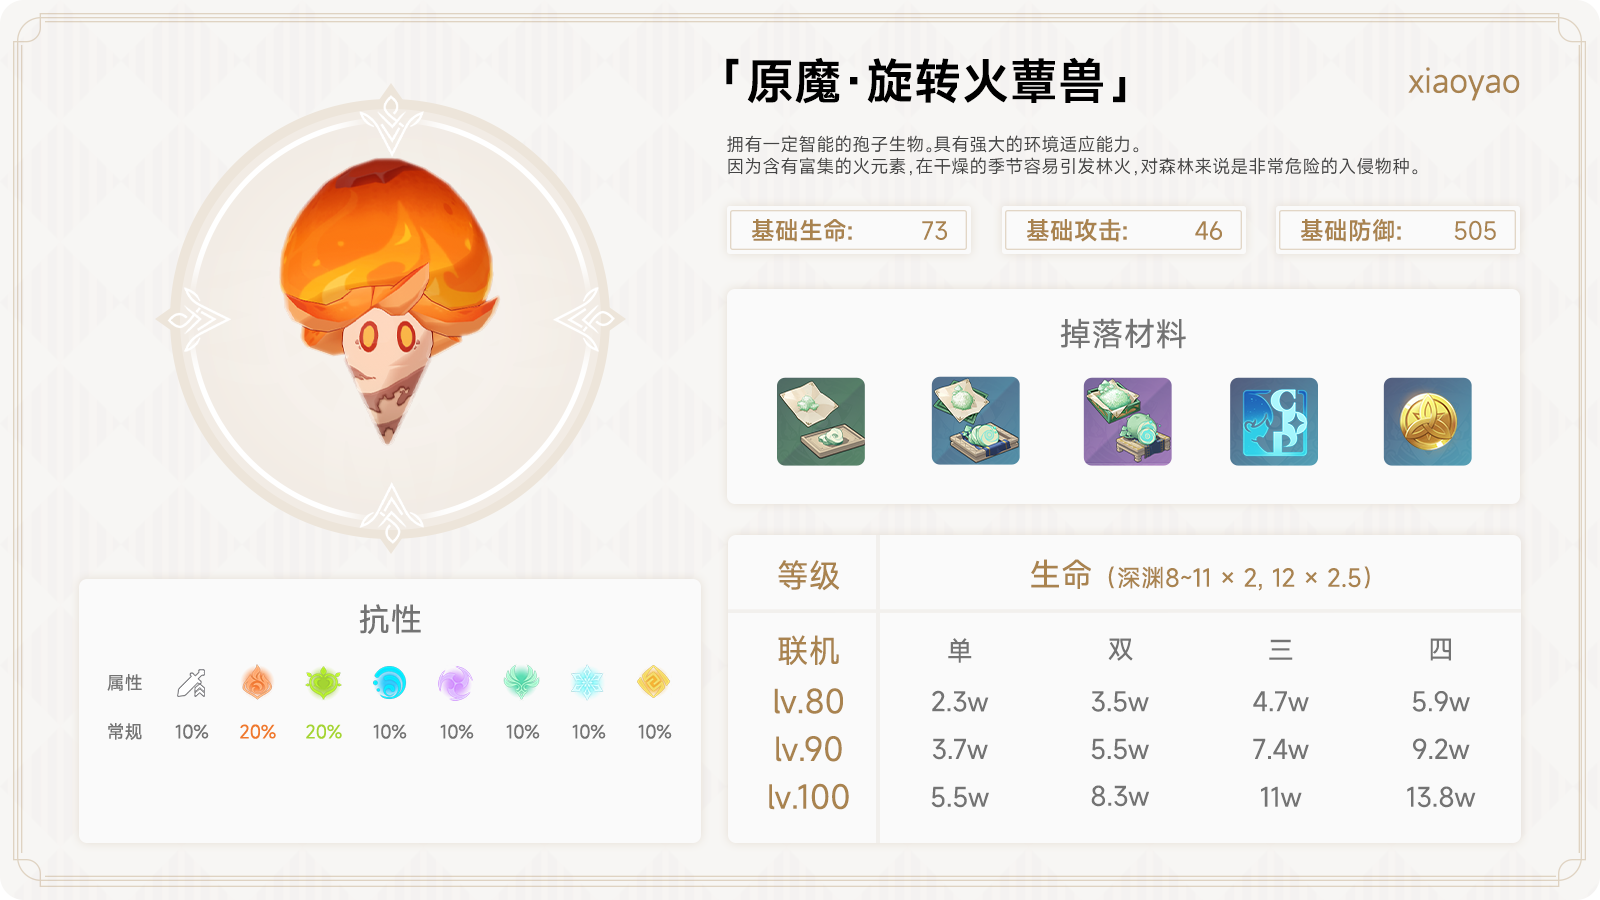 「原魔·旋转火蕈兽」
xiaoyao
拥有一定智能的孢子生物。具有强大的环境适应能力。
因为含有富集的火元素,在干燥的季节容易引发林火,对森林来说是非常危险的入侵物种。
基础生命: 73
基础攻击: 46
基础防御: 505
掉落材料
抗性
属性
常规 10% 20% 20% 10% 10% 10% 10% 10%
等级 生命 (深渊8~11 × 2, 12 × 2.5)
联机 单 双 三 四
lv.80 2.3w 3.5w 4.7w 5.9w
lv.90 3.7w 5.5w 7.4w 9.2w
lv.100 5.5w 8.3w 11w 13.8w